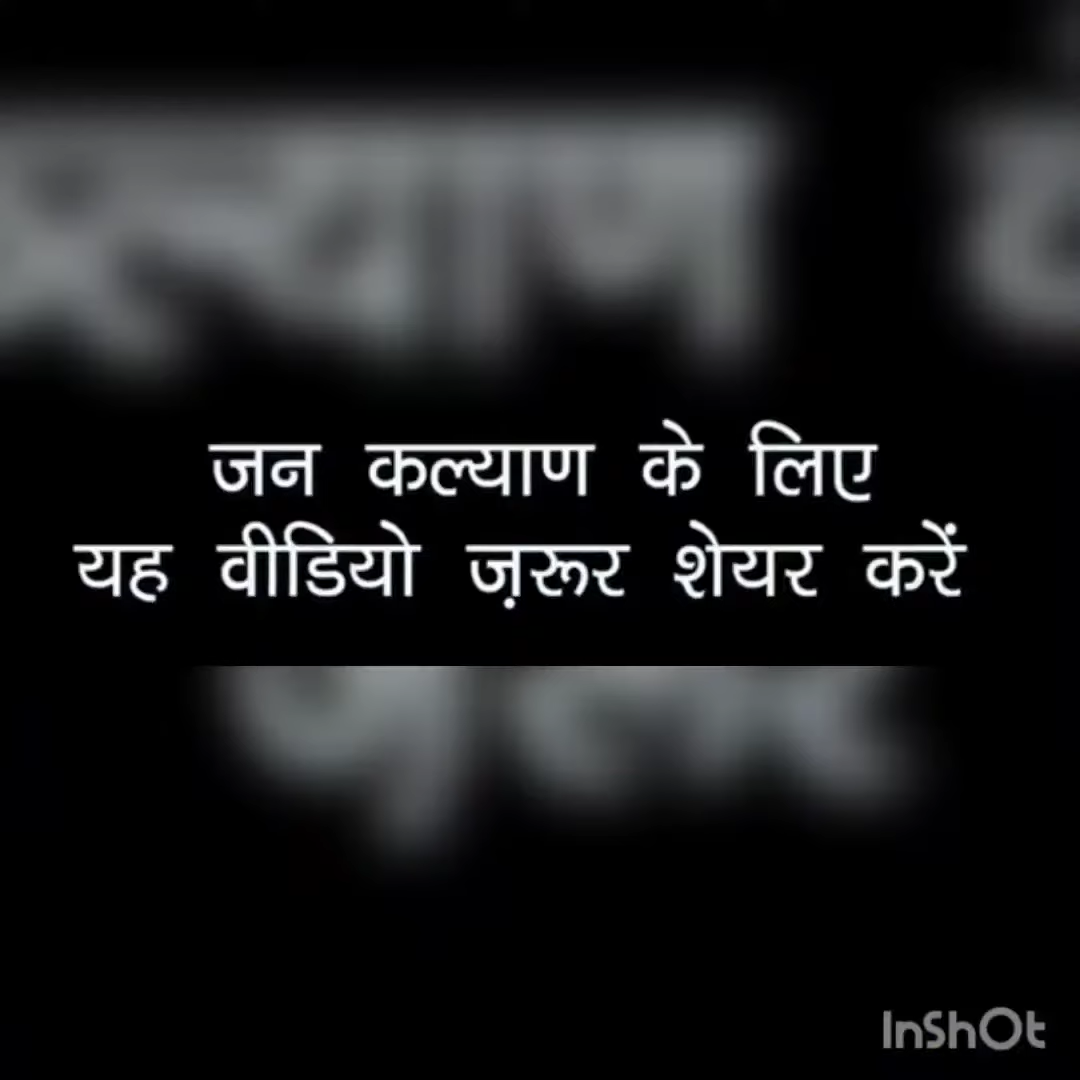 जन कल्याण के लिए
यह वीडियो ज़रूर शेयर करें
InShOt